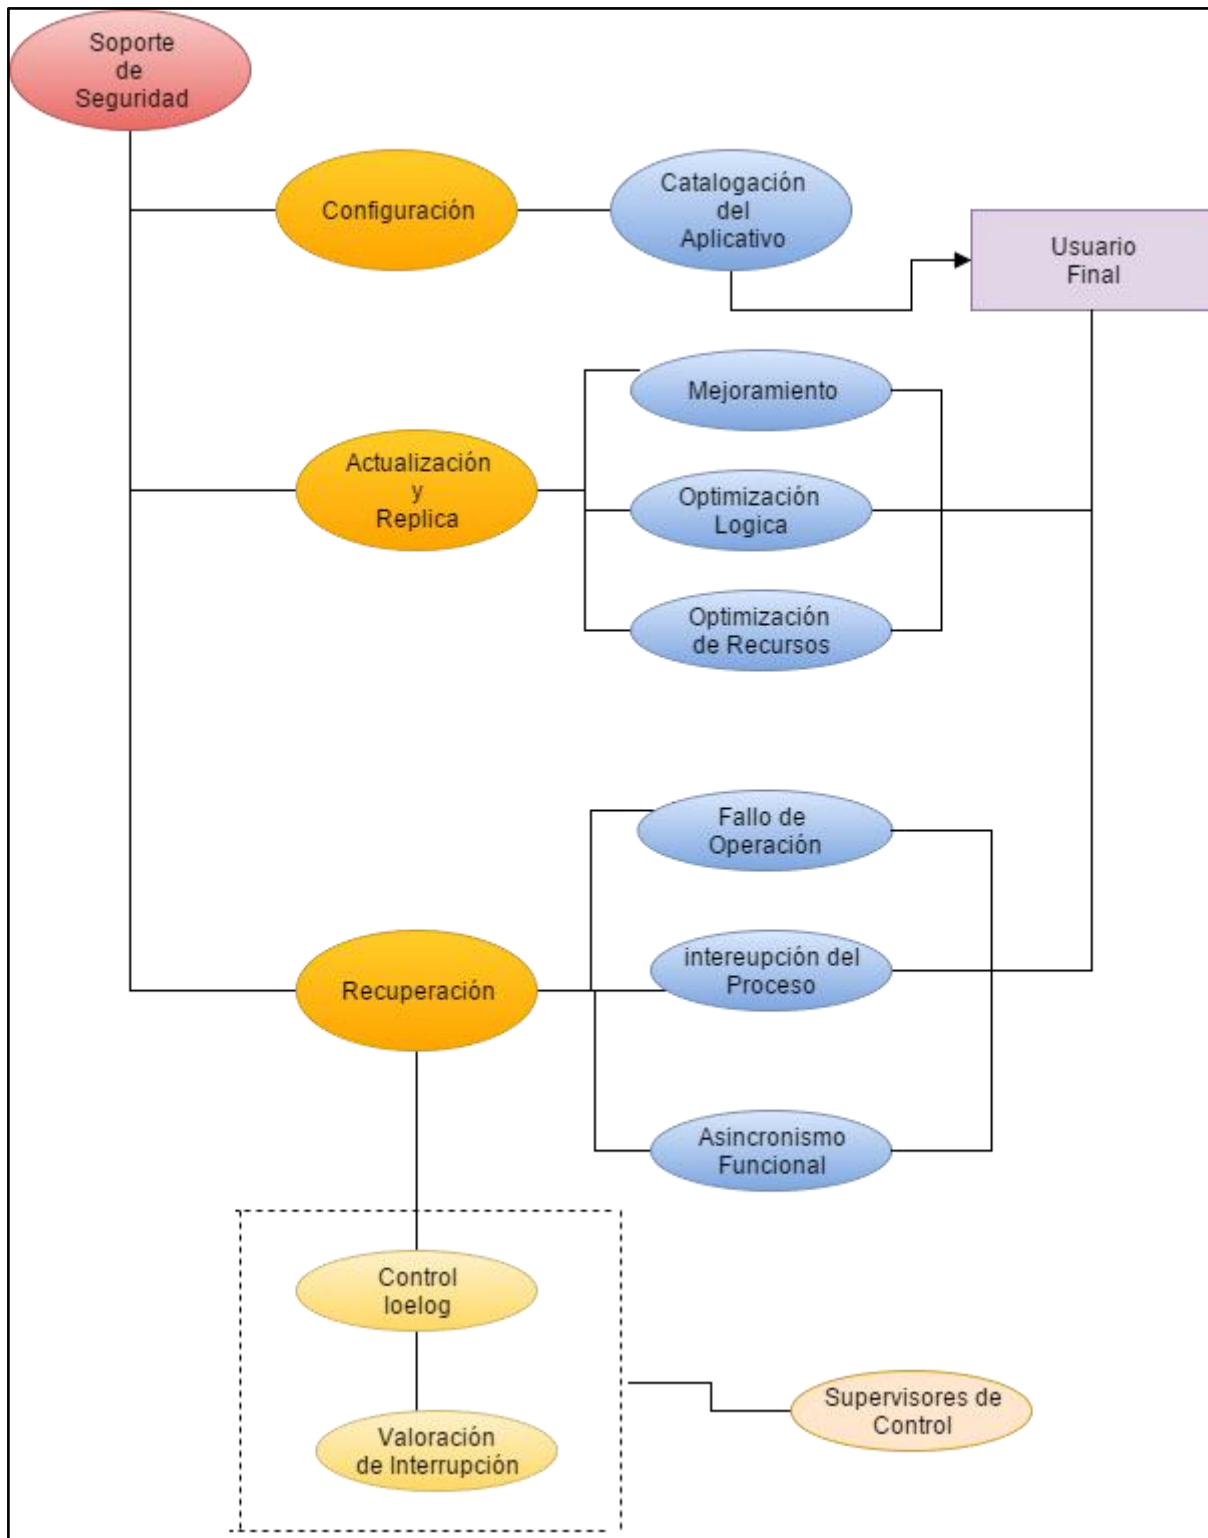 Soporte
de
Seguridad
Configuración
Catalogación
del
Aplicativo
Usuario
Final
Mejoramiento
Actualización
y
Replica
Optimización
Logica
Optimización
de Recursos
Fallo de
Operación
intereupción del
Proceso
Recuperación
Asincronismo
Funcional
Control
loelog
Valoración
de Interrupción
Supervisores de
Control